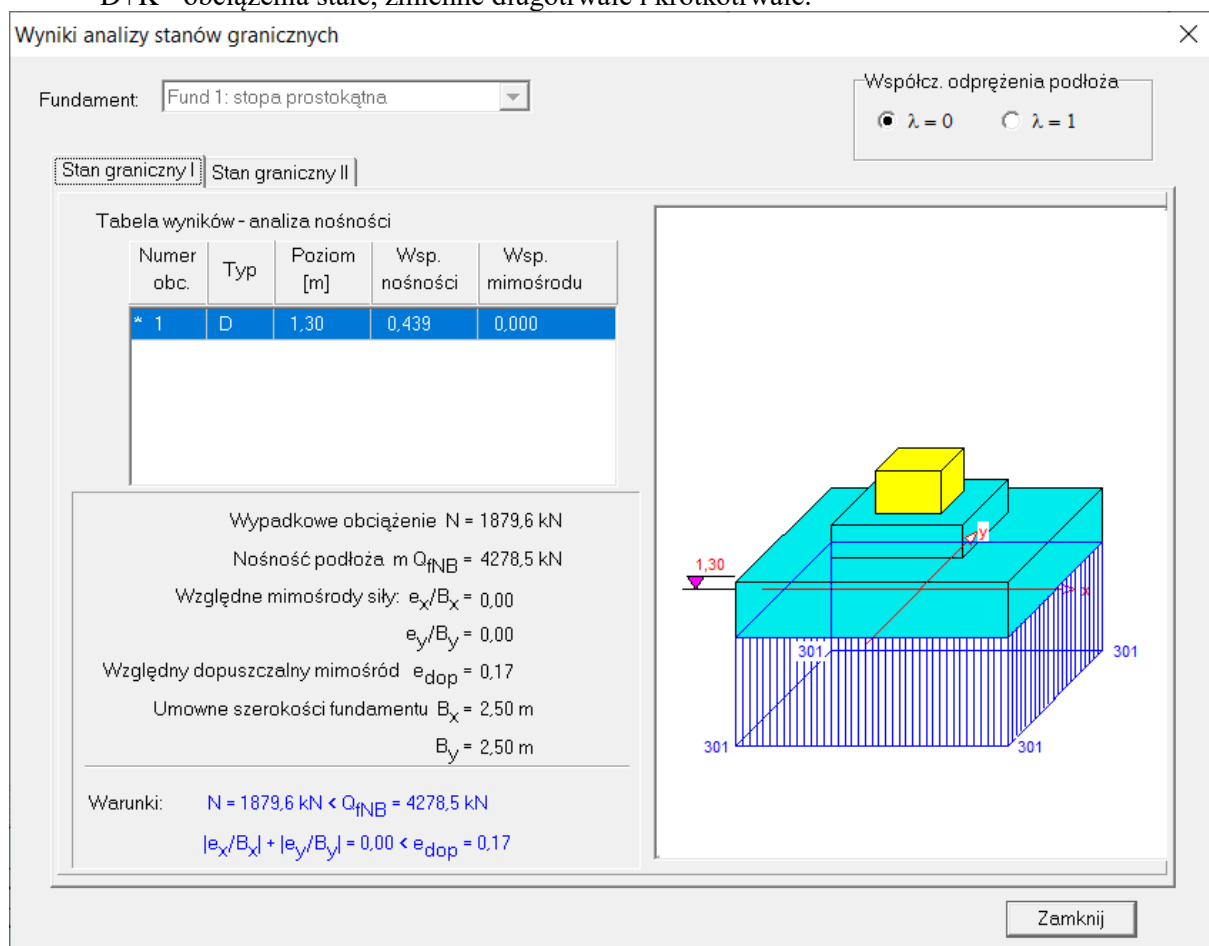 D+K - obciążenia stałe, zmienne długotrwałe i krótkotrwałe.
Wyniki analizy stanów granicznych
Fundament: Fund 1: stopa prostokątna
Współcz. odprężenia podłoża
λ = 0 λ = 1
Stan graniczny I Stan graniczny II
Tabela wyników - analiza nośności
Numer obc. Typ Poziom [m] Wsp. nośności Wsp. mimośrodu
* 1 D 1,30 0,439 0,000
Wypadkowe obciążenie N = 1879,6 kN
Nośność podłoża m QfNB = 4278,5 kN
Względne mimośrody siły: ex/Bx = 0,00
ey/By = 0,00
Względny dopuszczalny mimośród edop = 0,17
Umowne szerokości fundamentu Bx = 2,50 m
By = 2,50 m
Warunki: N = 1879,6 kN < QfNB = 4278,5 kN
|ex/Bx| + |ey/By| = 0,00 < edop = 0,17
y
1,30
x
301 301
301 301
Zamknij